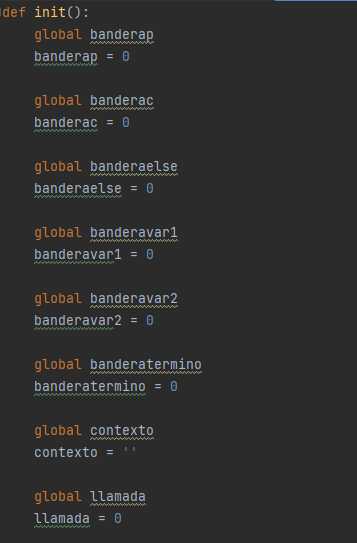 def init():
    global banderap
    banderap = 0

    global banderac
    banderac = 0

    global banderaelse
    banderaelse = 0

    global banderavar1
    banderavar1 = 0

    global banderavar2
    banderavar2 = 0

    global banderatermino
    banderatermino = 0

    global contexto
    contexto = ''

    global llamada
    llamada = 0